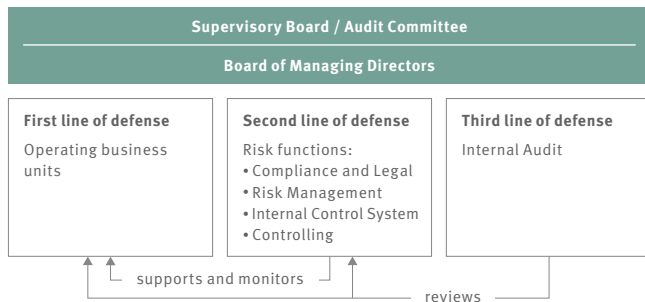 Supervisory Board / Audit Committee
Board of Managing Directors
First line of defense
Operating business
units
Second line of defense
Risk functions:
• Compliance and Legal
• Risk Management
• Internal Control System
• Controlling
Third line of defense
Internal Audit
supports and monitors
reviews